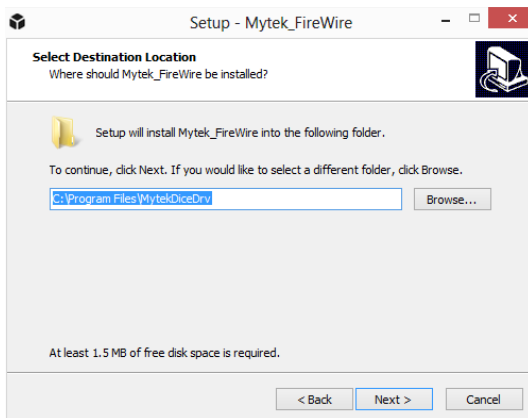 Setup - Mytek_FireWire
Select Destination Location
Where should Mytek_FireWire be installed?
Setup will install Mytek_FireWire into the following folder.
To continue, click Next. If you would like to select a different folder, click Browse.
C:\Program Files\MytekDiceDrv
Browse...
At least 1.5 MB of free disk space is required.
< Back
Next >
Cancel